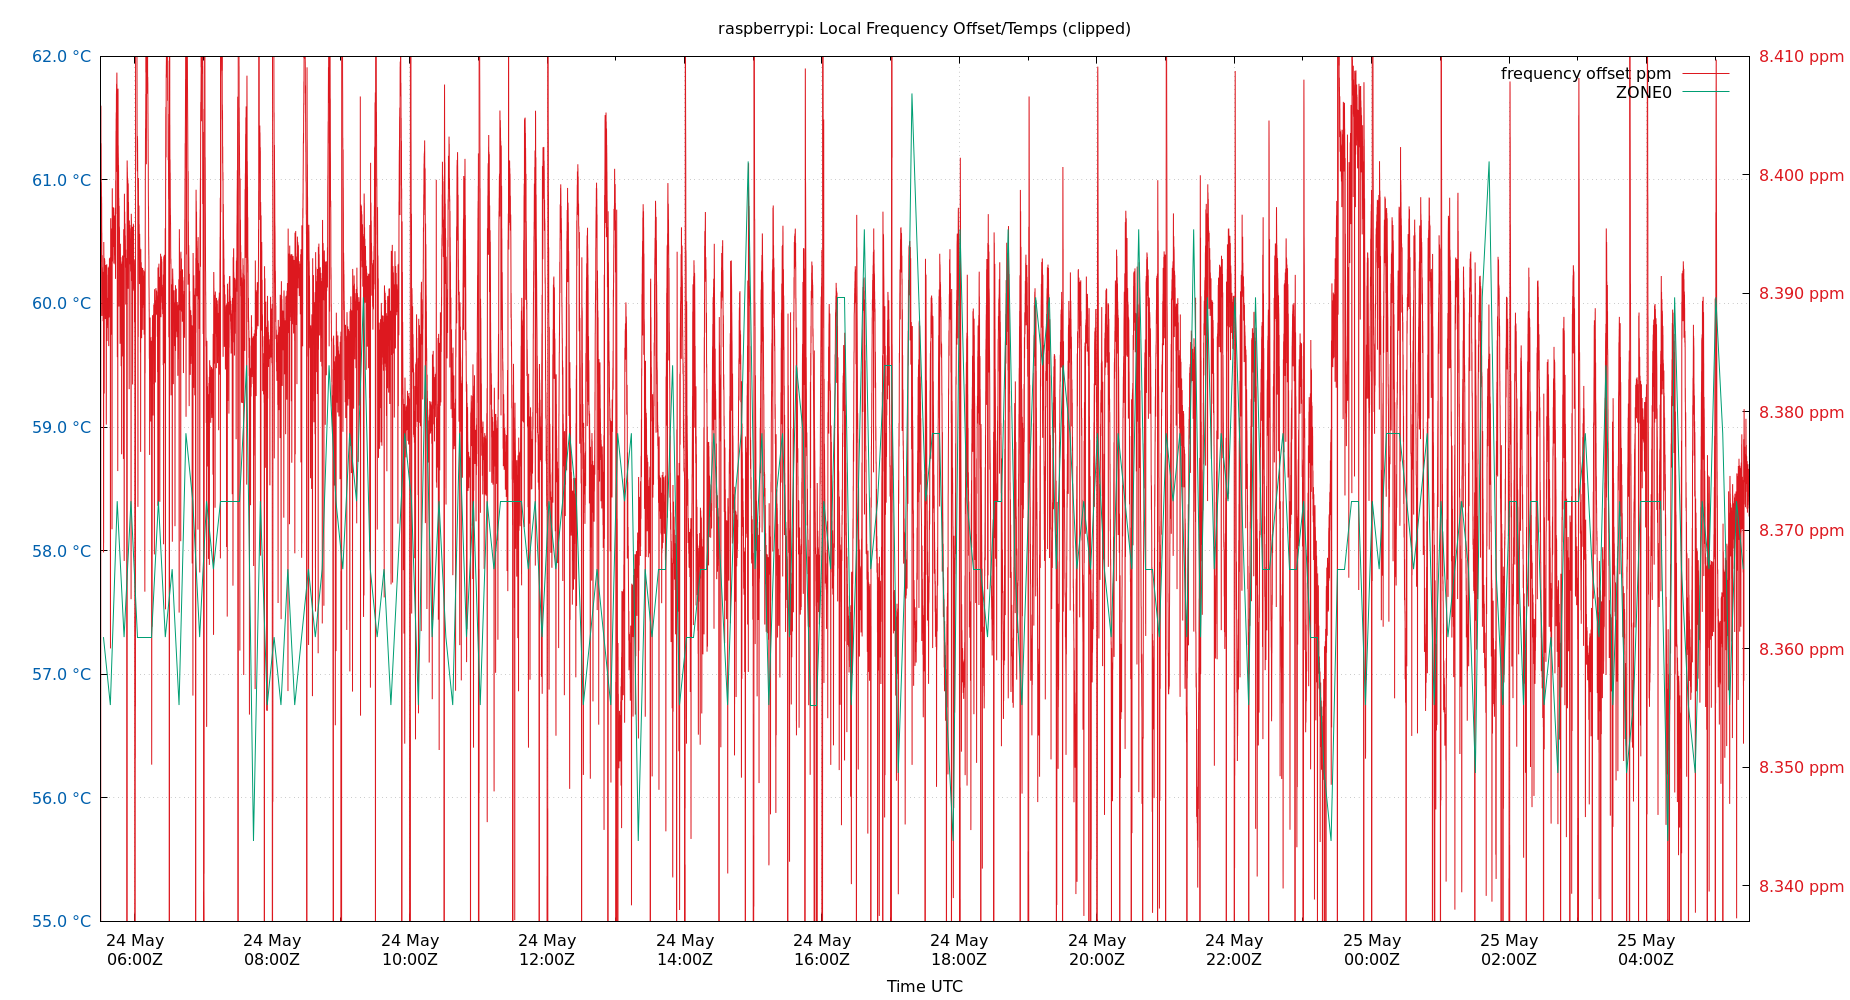 raspberrypi: Local Frequency Offset/Temps (clipped)
62.0 °C
61.0 °C
60.0 °C
59.0 °C
58.0 °C
57.0 °C
56.0 °C
55.0 °C
8.410 ppm
8.400 ppm
8.390 ppm
8.380 ppm
8.370 ppm
8.360 ppm
8.350 ppm
8.340 ppm
frequency offset ppm
ZONE0
24 May 24 May 24 May 24 May 24 May 24 May 24 May 24 May 24 May 25 May 25 May 25 May
06:00Z 08:00Z 10:00Z 12:00Z 14:00Z 16:00Z 18:00Z 20:00Z 22:00Z 00:00Z 02:00Z 04:00Z
Time UTC